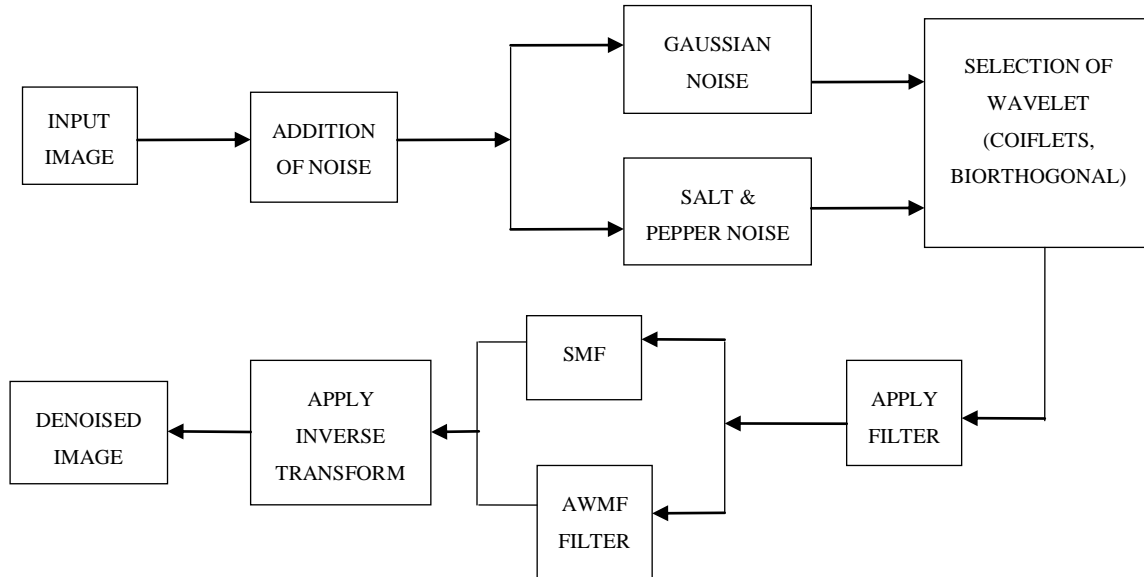 INPUT
IMAGE
ADDITION
OF NOISE
GAUSSIAN
NOISE
SALT &
PEPPER NOISE
SELECTION OF
WAVELET
(COIFLETS,
BIORTHOGONAL)
APPLY
FILTER
SMF
AWMF
FILTER
APPLY
INVERSE
TRANSFORM
DENOISED
IMAGE